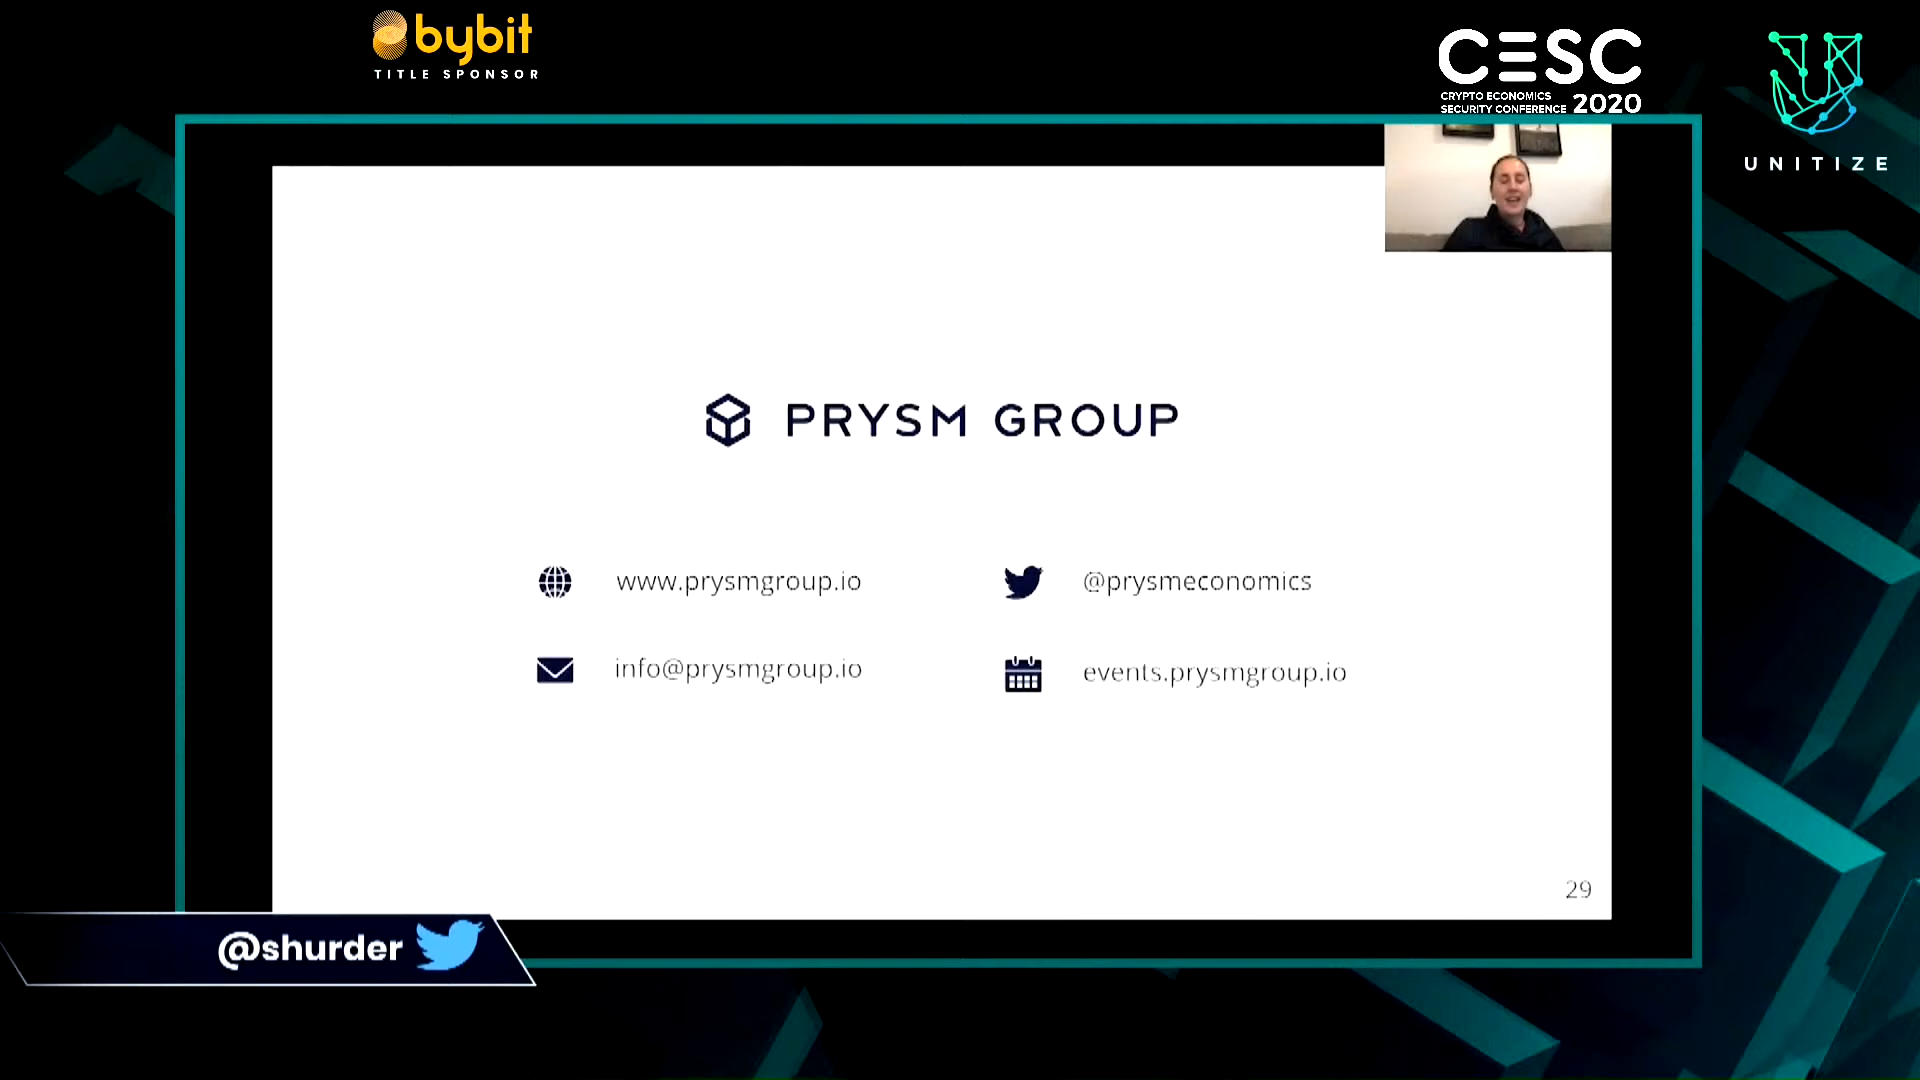 bybit
TITLE SPONSOR
CESC
CRYPTO ECONOMICS
SECURITY CONFERENCE 2020
UNITIZE
PRYSM GROUP
www.prysmgroup.io
@prysmeconomics
info@prysmgroup.io
events.prysmgroup.io
29
@shurder